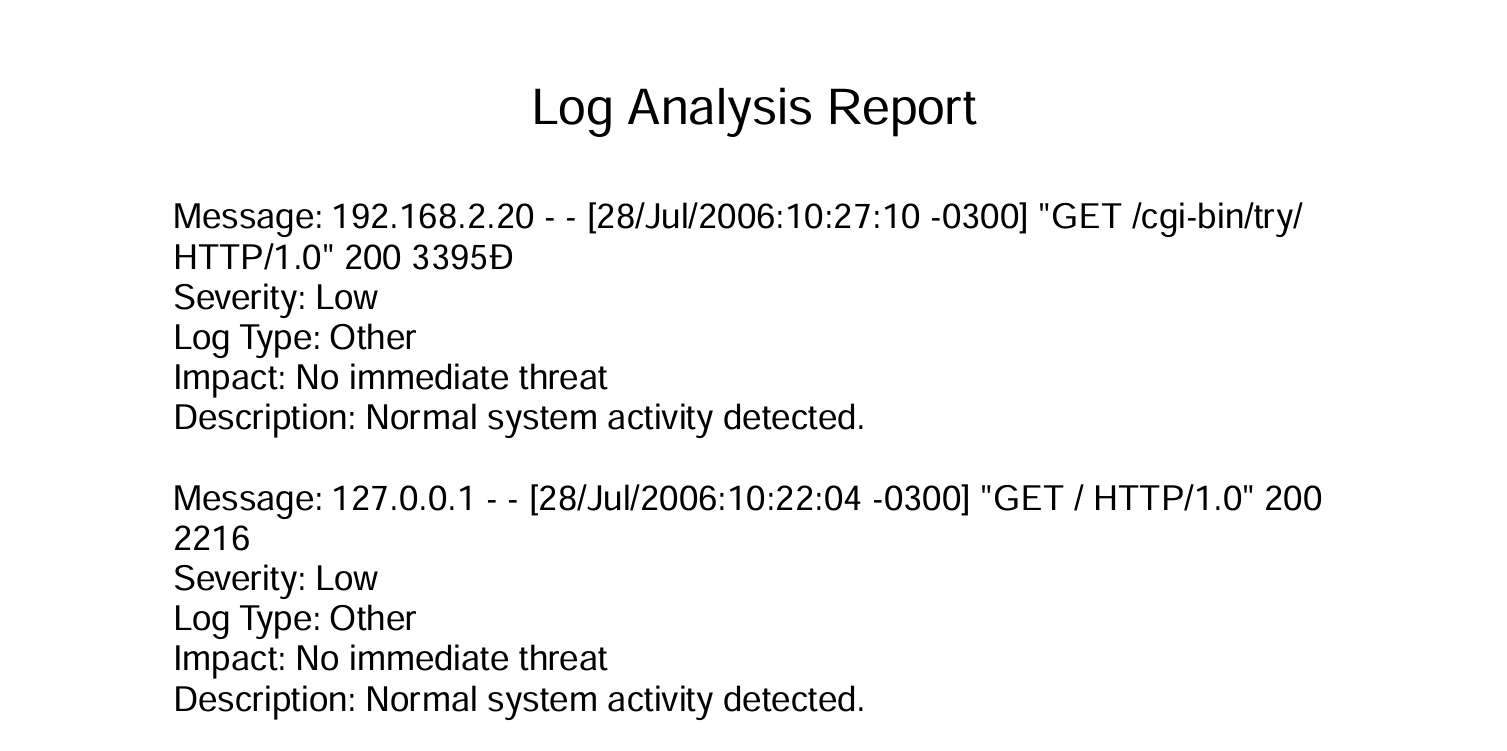 Log Analysis Report
Message: 192.168.2.20 - - [28/Jul/2006:10:27:10 -0300] "GET /cgi-bin/try/
HTTP/1.0" 200 3395Ð
Severity: Low
Log Type: Other
Impact: No immediate threat
Description: Normal system activity detected.
Message: 127.0.0.1 - - [28/Jul/2006:10:22:04 -0300] "GET / HTTP/1.0" 200
2216
Severity: Low
Log Type: Other
Impact: No immediate threat
Description: Normal system activity detected.